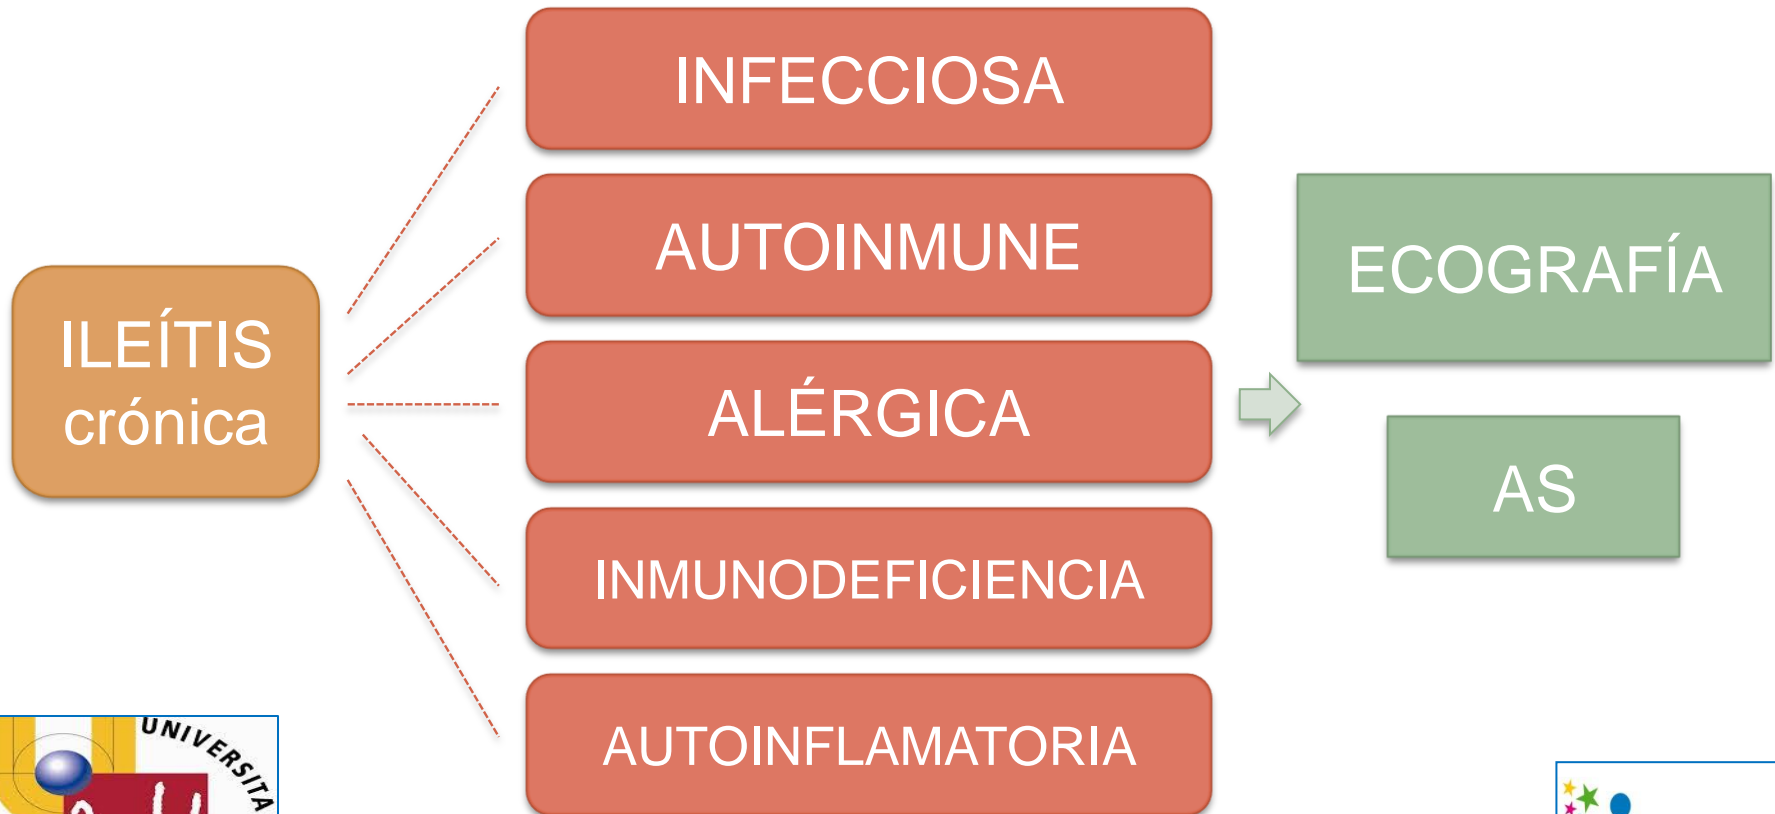 ILEÍTIS
crónica
INFECCIOSA
AUTOINMUNE
ALÉRGICA
INMUNODEFICIENCIA
AUTOINFLAMATORIA
ECOGRAFÍA
AS
UNIVERSITA